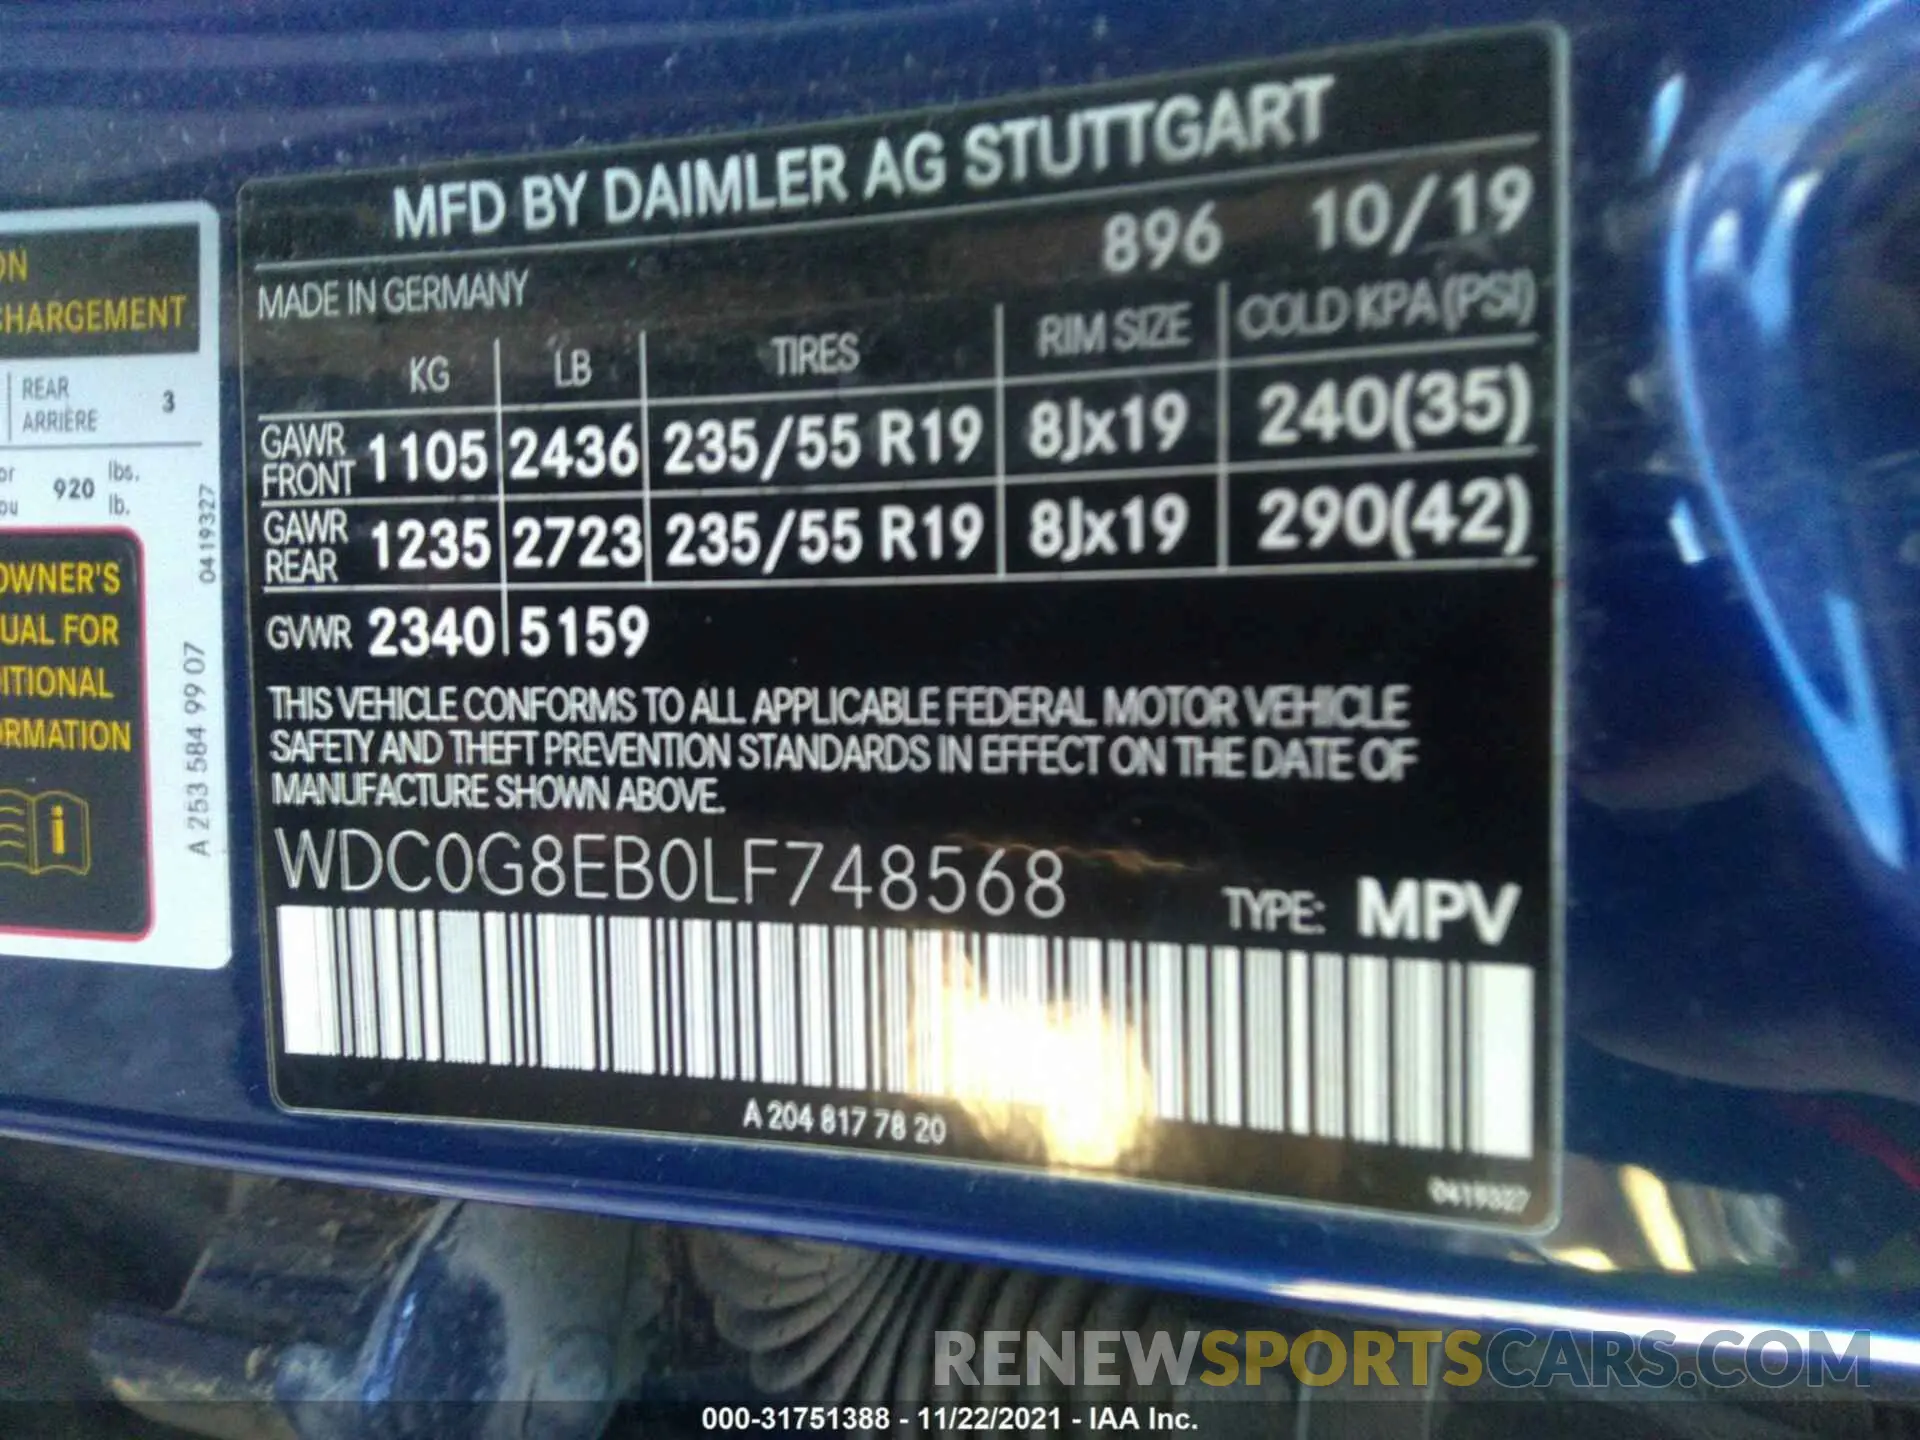 MFD BY DAIMLER AG STUTTGART
896 10/19
MADE IN GERMANY
KG LB TIRES RIM SIZE COLD KPA (PSI)
GAWR FRONT 1105 2436 235/55 R19 8Jx19 240(35)
GAWR REAR 1235 2723 235/55 R19 8Jx19 290(42)
GVWR 2340 5159
THIS VEHICLE CONFORMS TO ALL APPLICABLE FEDERAL MOTOR VEHICLE
SAFETY AND THEFT PREVENTION STANDARDS IN EFFECT ON THE DATE OF
MANUFACTURE SHOWN ABOVE.
WDC0G8EB0LF748568
TYPE: MPV
A 204 817 78 20
0419327
ON
CHARGEMENT
REAR
ARRIÈRE 3
or 920 lbs.
ou lb.
0419327
A 253 584 99 07
OWNER'S
UAL FOR
ITIONAL
ORMATION
i
RENEWSPORTSCARS.COM
000-31751388 - 11/22/2021 - IAA Inc.